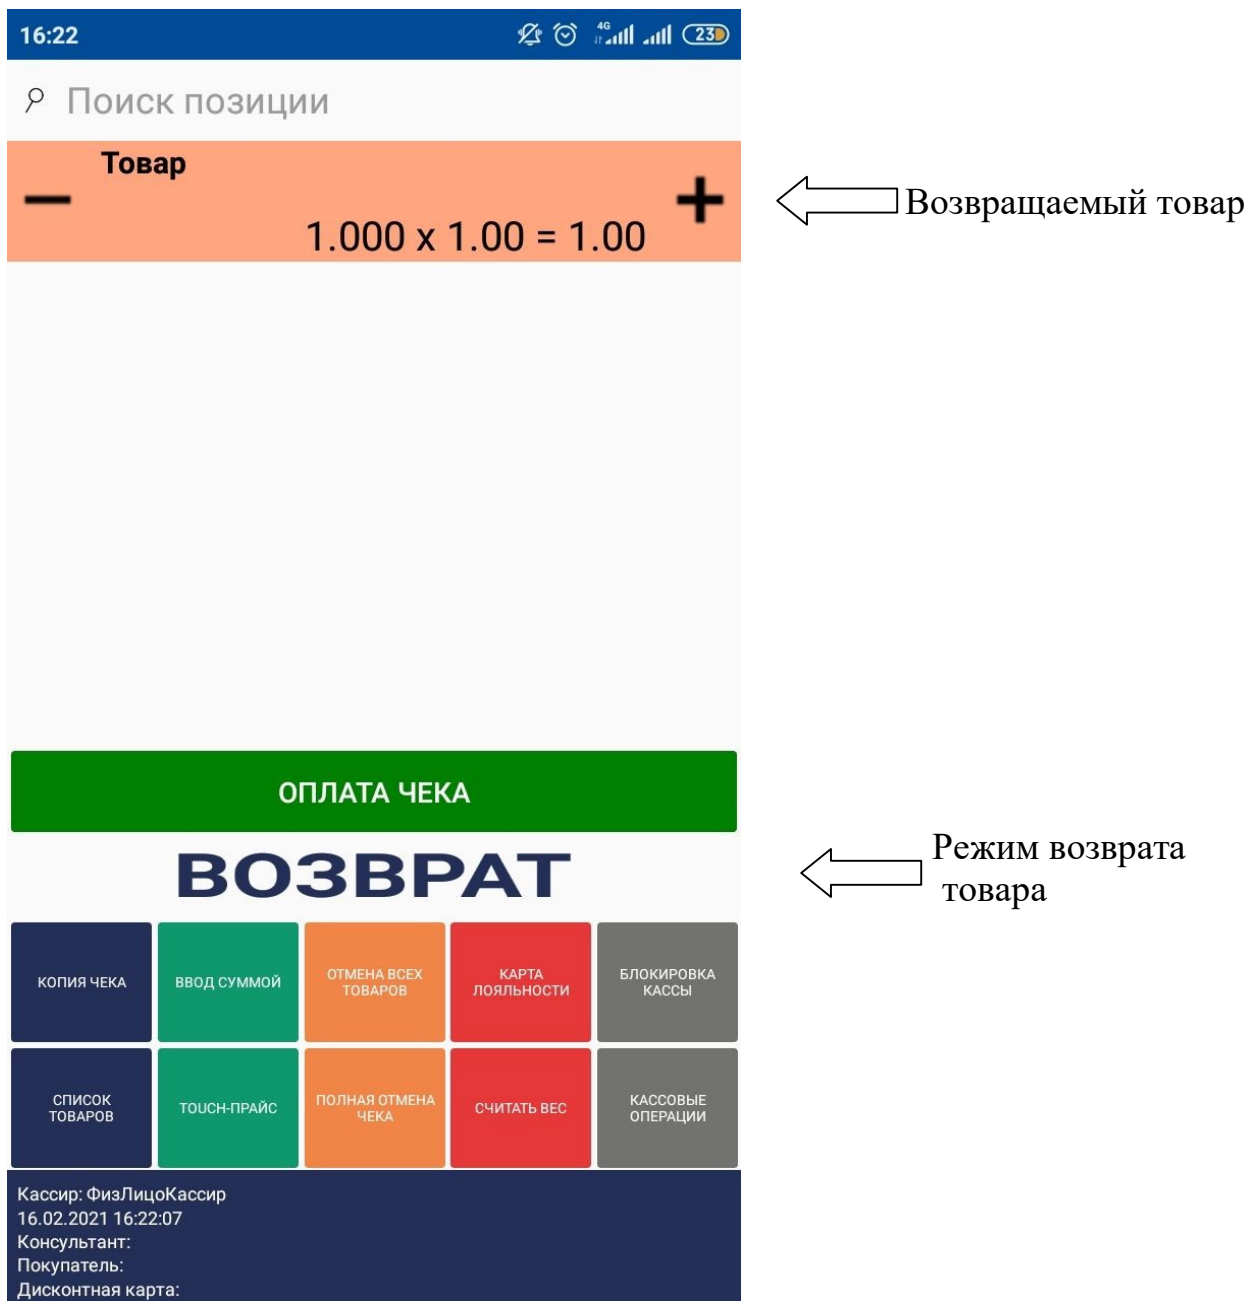 16:22
4G
23
Поиск позиции
Товар
1.000 x 1.00 = 1.00
Возвращаемый товар
ОПЛАТА ЧЕКА
ВОЗВРАТ
Режим возврата
товара
КОПИЯ ЧЕКА
ВВОД СУММОЙ
ОТМЕНА ВСЕХ
ТОВАРОВ
КАРТА
ЛОЯЛЬНОСТИ
БЛОКИРОВКА
КАССЫ
СПИСОК
ТОВАРОВ
TOUCH-ПРАЙС
ПОЛНАЯ ОТМЕНА
ЧЕКА
СЧИТАТЬ ВЕС
КАССОВЫЕ
ОПЕРАЦИИ
Кассир: ФизЛицоКассир
16.02.2021 16:22:07
Консультант:
Покупатель:
Дисконтная карта: